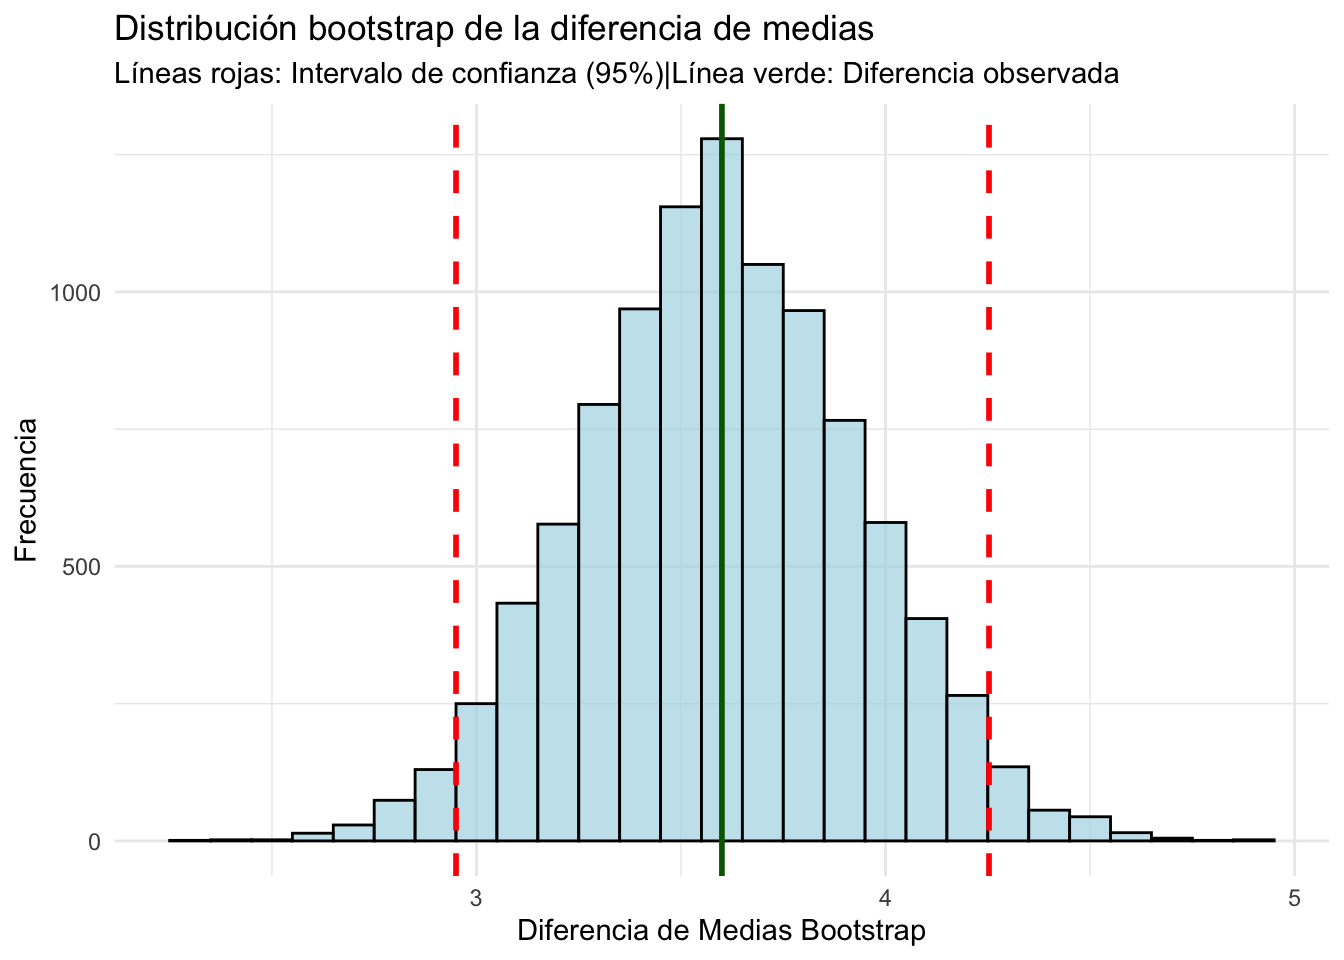 Distribución bootstrap de la diferencia de medias
Líneas rojas: Intervalo de confianza (95%)|Línea verde: Diferencia observada
Frecuencia
1000
500
0
3
4
5
Diferencia de Medias Bootstrap